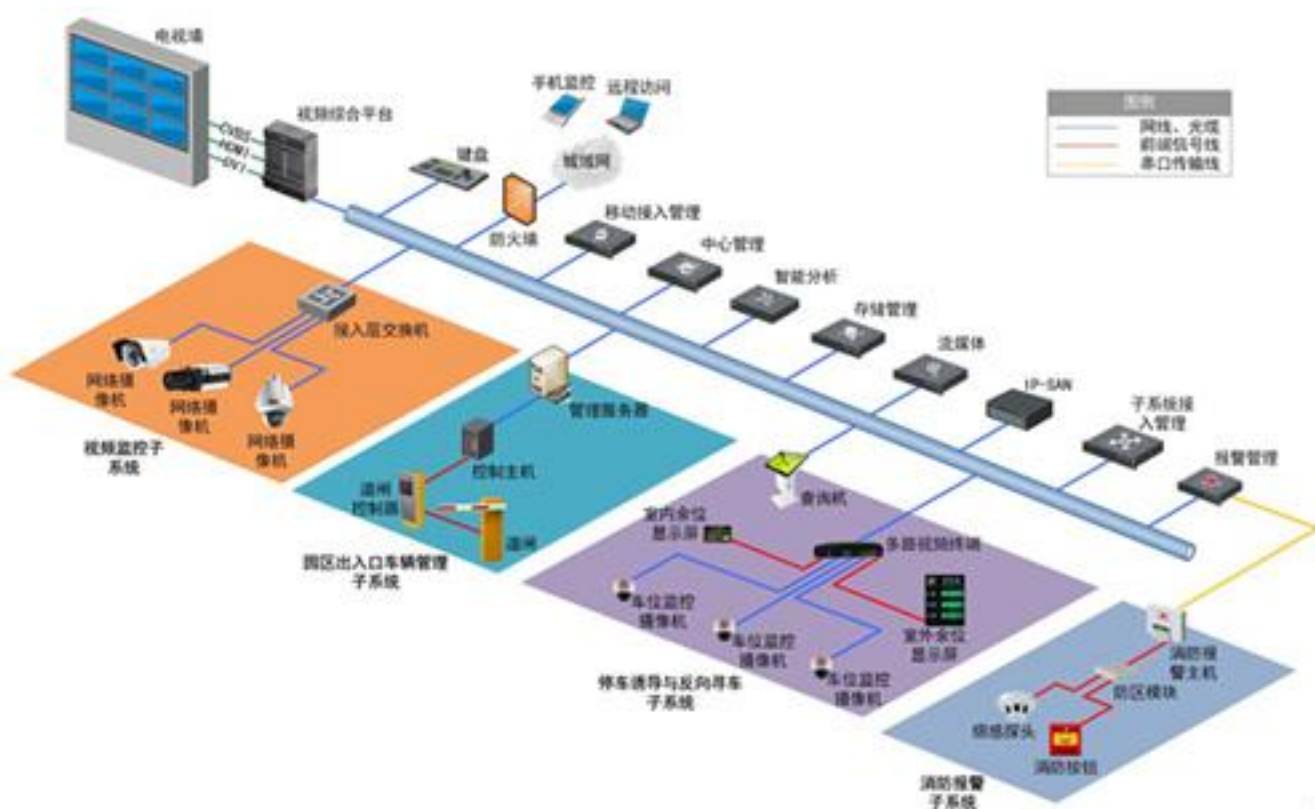 电视墙
视频综合平台
CVBS
HDMI
DVI
键盘
手机监控
远程访问
城域网
防火墙
移动接入管理
中心管理
智能分析
存储管理
流媒体
IP-SAN
子系统接
入管理
报警管理
图例
网线、光缆
前端信号线
串口传输线
接入层交换机
网络摄
像机
网络摄
像机
网络摄
像机
视频监控子
系统
管理服务器
控制主机
道闸
控制器
道闸
园区出入口车辆管理
子系统
查询机
室内余位
显示屏
多路视频终端
车位监控
摄像机
车位监控
摄像机
车位监控
摄像机
室外余位
显示屏
停车诱导与反向寻车
子系统
消防报
警主机
防区模块
烟感探头
消防按钮
消防报警
子系统